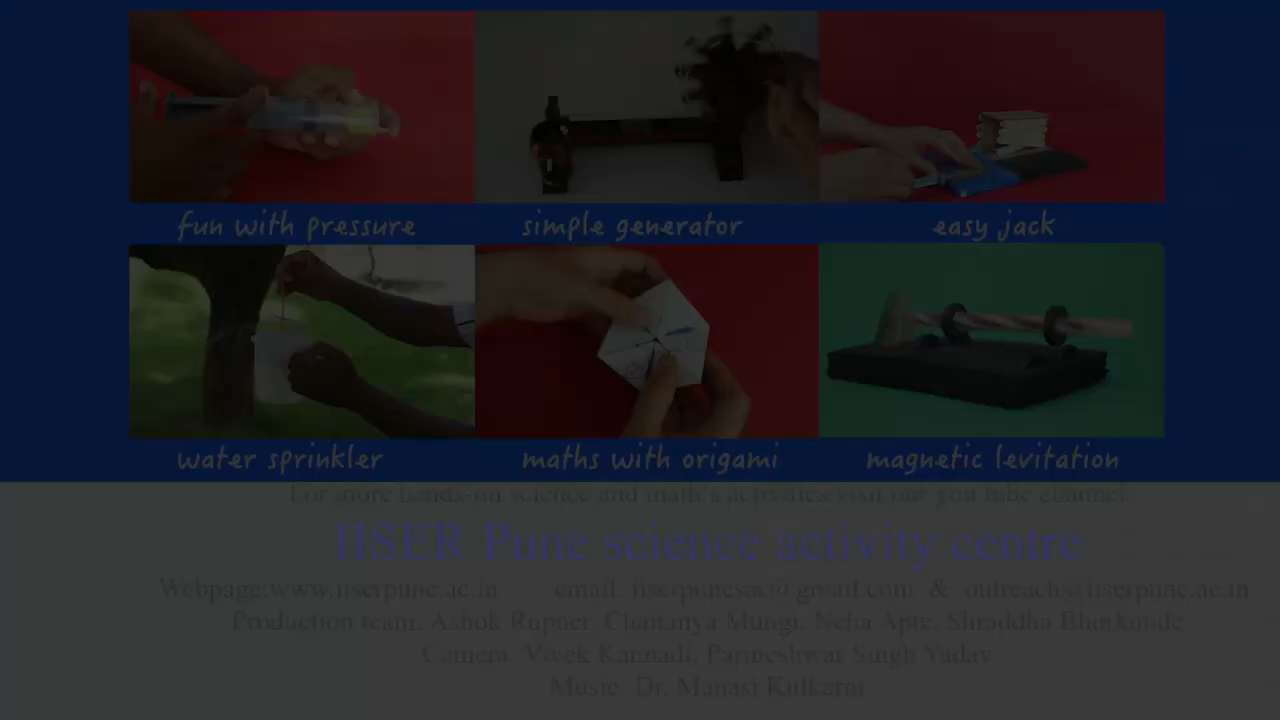 fun with pressure
simple generator
easy jack
water sprinkler
maths with origami
magnetic levitation
For more hands-on science and math's activities visit our you tube channel
IISER Pune science activity centre
Webpage:www.iiserpune.ac.in email iiserpunesac@gmail.com & outreach@iiserpune.ac.in
Production team, Ashok Rupner, Chaitanya Mungi, Neha Apte, Shraddha Bhurkunde
Camera: Vivek Kannadi, Parmeshwar Singh Yadav
Music, Dr. Manasi Kulkarni